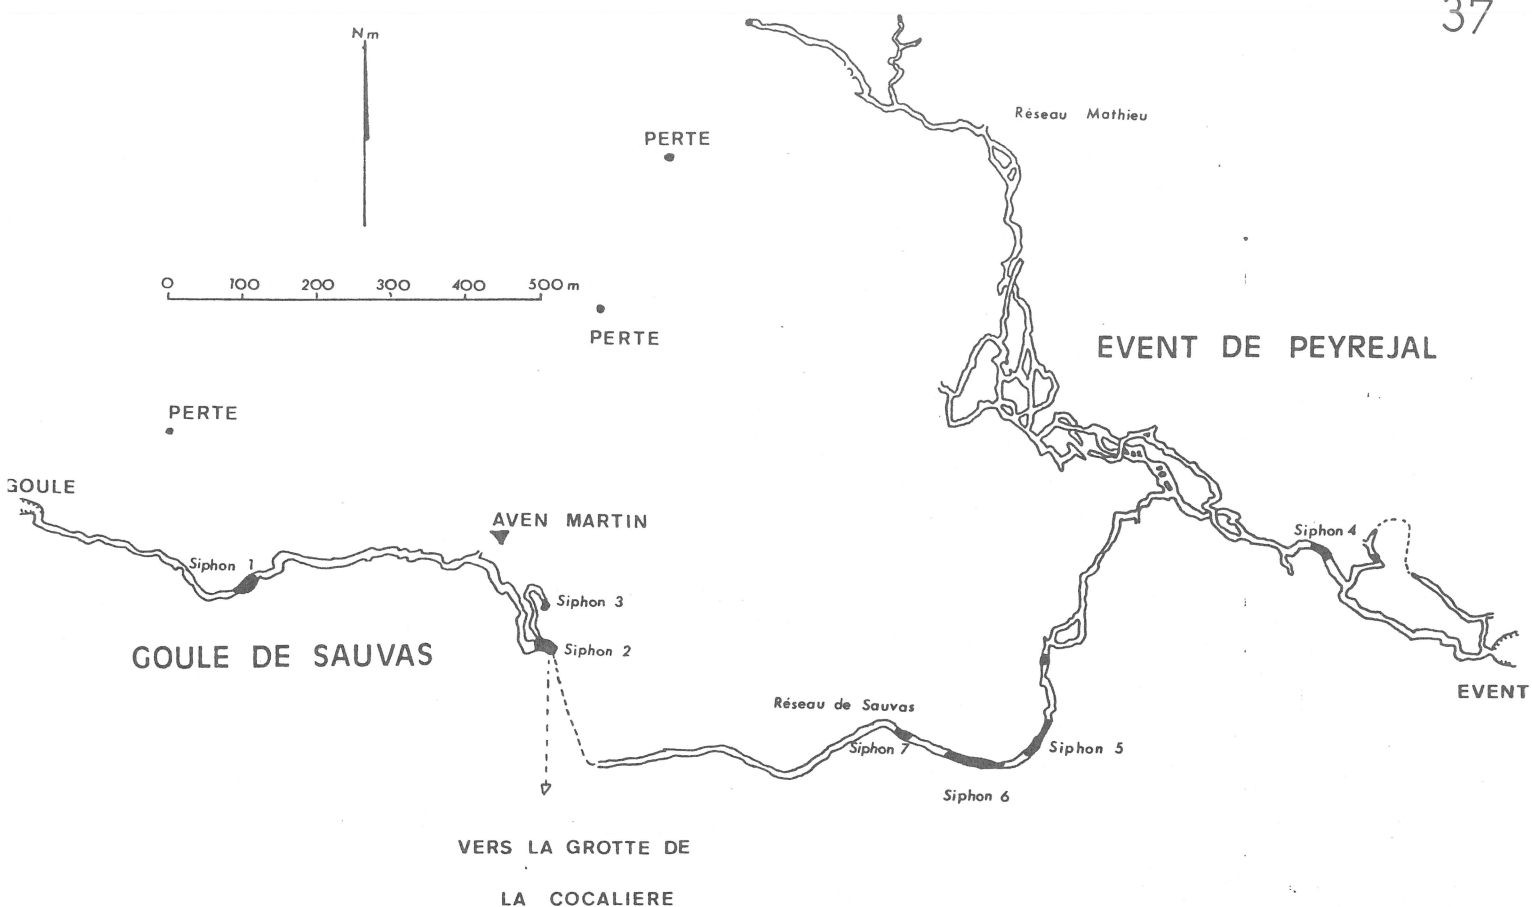 37
Nm
Réseau Mathieu
PERTE
0 100 200 300 400 500 m
PERTE
EVENT DE PEYREJAL
PERTE
GOULE
AVEN MARTIN
Siphon 4
Siphon 1
Siphon 3
GOULE DE SAUVAS
Siphon 2
EVENT
Réseau de Sauvas
Siphon 7
Siphon 5
Siphon 6
VERS LA GROTTE DE
LA COCALIERE